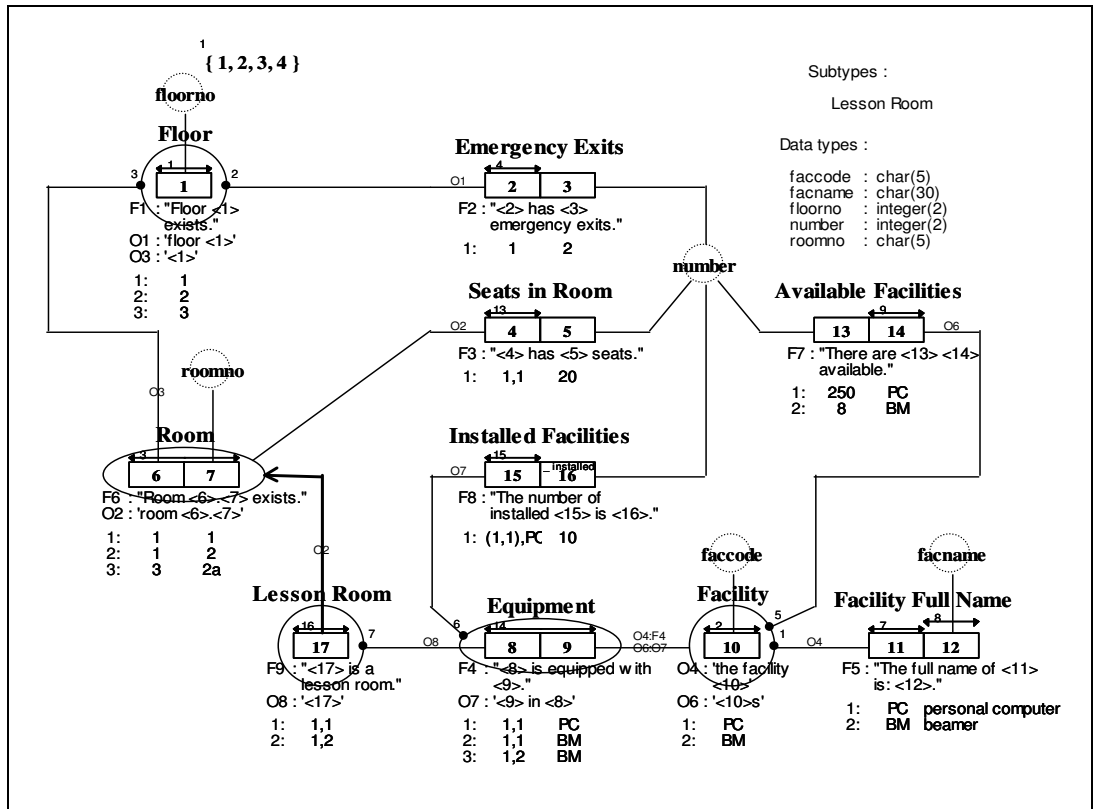 1
{ 1, 2, 3, 4 }
floorno
Floor
1
3
1
2
F1 : "Floor <1>
exists."
O1 : 'floor <1>'
O3 : '<1>'
1: 1
2: 2
3: 3
Emergency Exits
4
O1
2 3
F2 : "<2> has <3>
emergency exits."
1: 1 2
Subtypes :
Lesson Room
Data types :
faccode : char(5)
facname : char(30)
floorno : integer(2)
number : integer(2)
roomno : char(5)
number
Seats in Room
13
O2
4 5
F3 : "<4> has <5> seats."
1: 1,1 20
Available Facilities
9
13 14
O6
F7 : "There are <13> <14>
available."
1: 250 PC
2: 8 BM
roomno
O3
Room
3
6 7
F6 : "Room <6>.<7> exists."
O2 : 'room <6>.<7>'
1: 1 1
2: 1 2
3: 3 2a
O2
Installed Facilities
15
_installed
O7
15 16
F8 : "The number of
installed <15> is <16>."
1: (1,1),PC 10
Lesson Room
16
17
7
O8
F9 : "<17> is a
lesson room."
O8 : '<17>'
1: 1,1
2: 1,2
Equipment
14
6
8 9
O4:F4
O6:O7
F4 : "<8> is equipped with
<9>."
O7 : '<9> in <8>'
1: 1,1 PC
2: 1,1 BM
3: 1,2 BM
faccode
Facility
2
10
5
1
O4
O4 : 'the facility
<10>'
O6 : '<10>s'
1: PC
2: BM
facname
Facility Full Name
7
8
11 12
F5 : "The full name of <11>
is: <12>."
1: PC personal computer
2: BM beamer